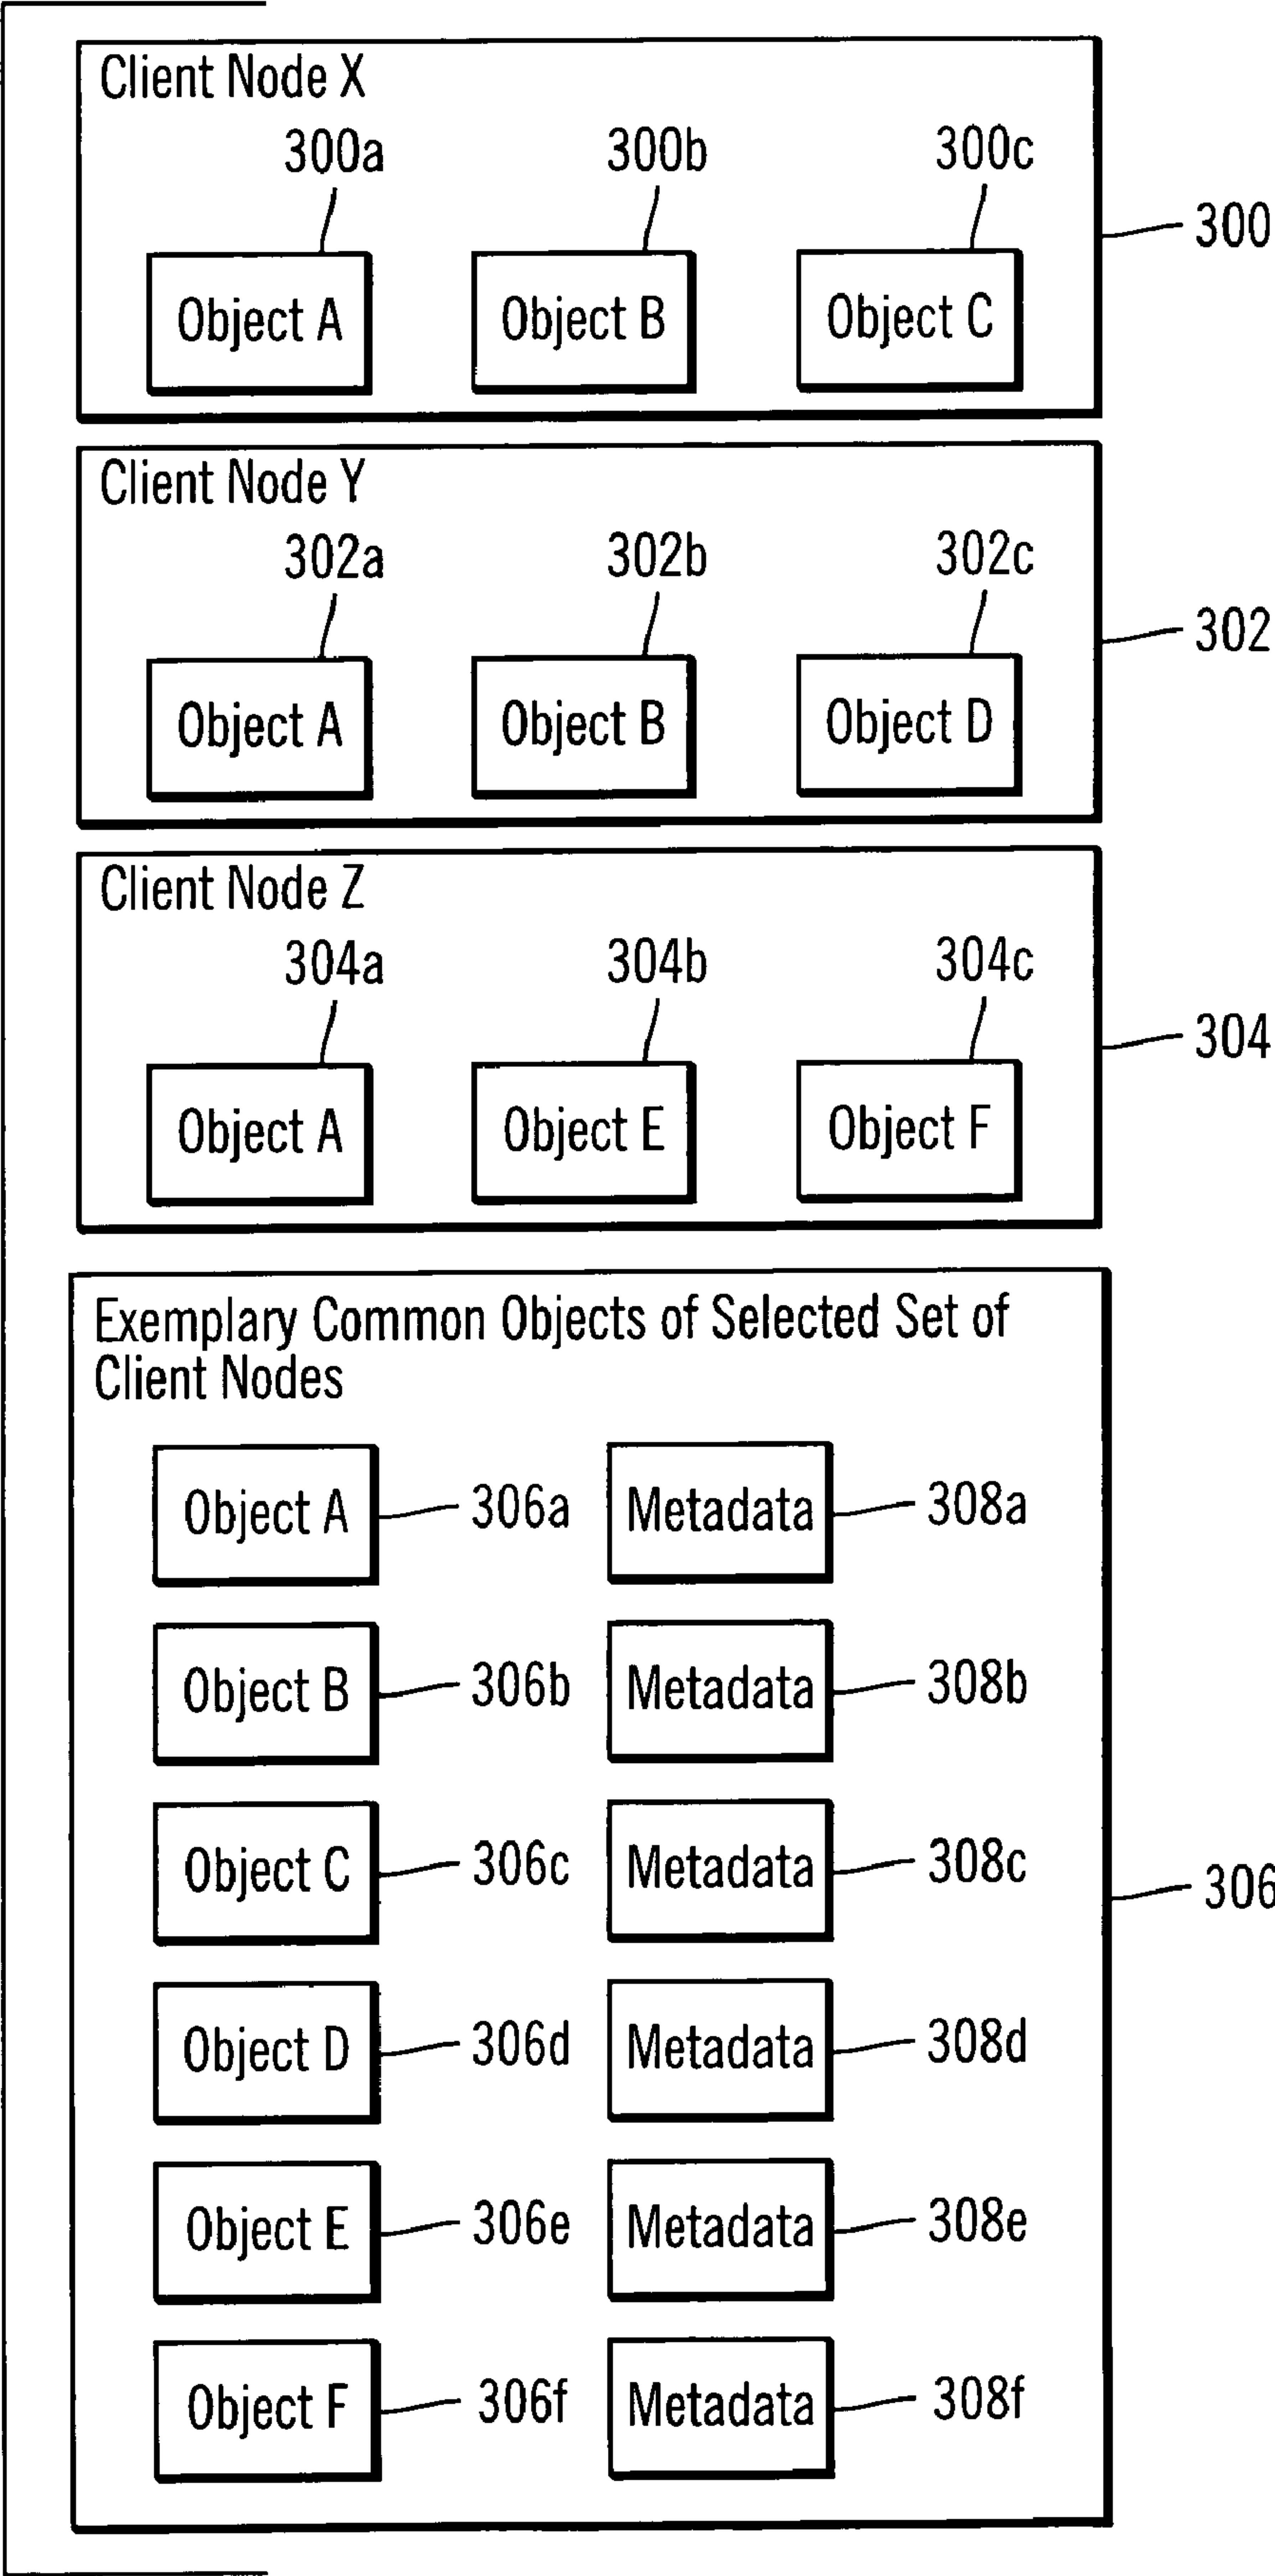 Client Node X
300a 300b 300c
300
Object A Object B Object C
Client Node Y
302a 302b 302c
302
Object A Object B Object D
Client Node Z
304a 304b 304c
304
Object A Object E Object F
Exemplary Common Objects of Selected Set of
Client Nodes
Object A 306a Metadata 308a
Object B 306b Metadata 308b
Object C 306c Metadata 308c
306
Object D 306d Metadata 308d
Object E 306e Metadata 308e
Object F 306f Metadata 308f